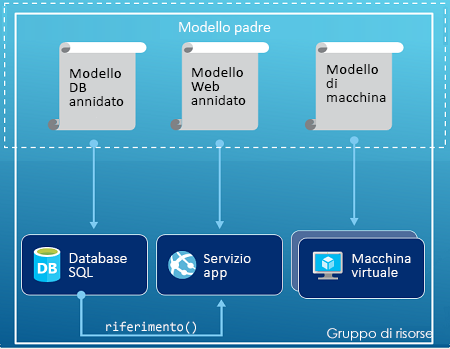 Modello padre
Modello
DB
annidato
Modello
Web
annidato
Modello
di
macchina
DB
Database
SQL
Servizio
app
Macchina
virtuale
riferimento()
Gruppo di risorse